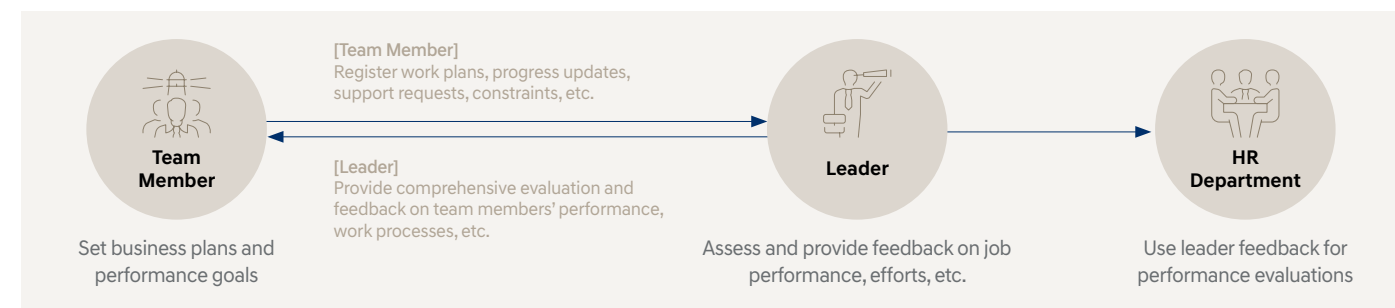 [Team Member]
Register work plans, progress updates,
support requests, constraints, etc.
Team
Member
[Leader]
Provide comprehensive evaluation and
feedback on team members' performance,
work processes, etc.
Leader
HR
Department
Set business plans and
performance goals
Assess and provide feedback on job
performance, efforts, etc.
Use leader feedback for
performance evaluations